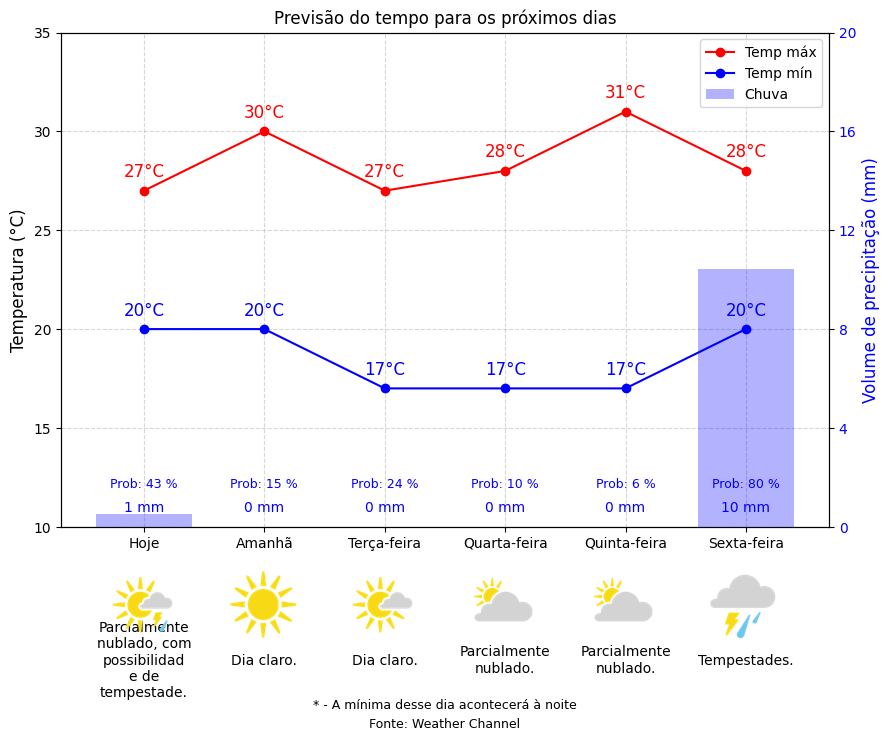 Previsão do tempo para os próximos dias
35
30
25
20
15
10
Temperatura (°C)
20
16
12
8
4
0
Volume de precipitação (mm)
Temp máx
Temp mín
Chuva
27°C
30°C
27°C
28°C
31°C
28°C
20°C
20°C
17°C
17°C
17°C
20°C
Prob: 43 %
Prob: 15 %
Prob: 24 %
Prob: 10 %
Prob: 6 %
Prob: 80 %
1 mm
0 mm
0 mm
0 mm
0 mm
10 mm
Hoje
Amanhã
Terça-feira
Quarta-feira
Quinta-feira
Sexta-feira
Parcialmente
nublado, com
possibilidad
e de
tempestade.
Dia claro.
Dia claro.
Parcialmente
nublado.
Parcialmente
nublado.
Tempestades.
* - A mínima desse dia acontecerá à noite
Fonte: Weather Channel